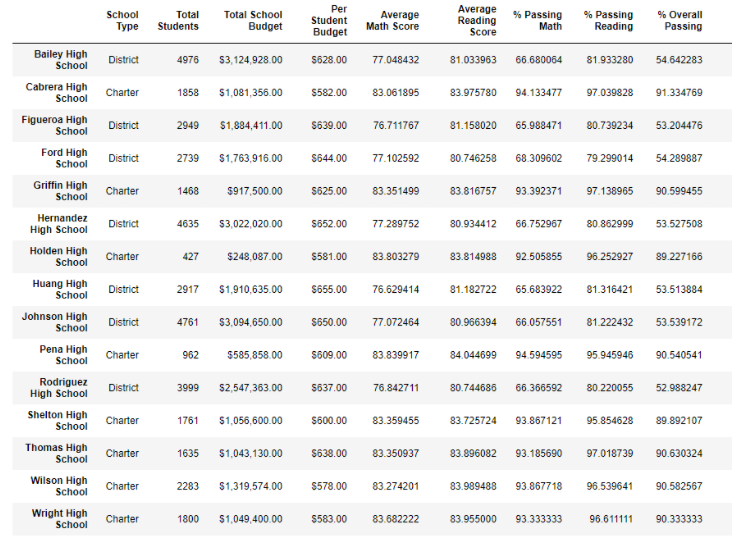 School Type Total Students Total School Budget Per Student Budget Average Math Score Average Reading Score % Passing Math % Passing Reading % Overall Passing
Bailey High School District 4976 $3,124,928.00 $628.00 77.048432 81.033963 66.680064 81.933280 54.642283
Cabrera High School Charter 1858 $1,081,356.00 $582.00 83.061895 83.975780 94.133477 97.039828 91.334769
Figueroa High School District 2949 $1,884,411.00 $639.00 76.711767 81.158020 65.988471 80.739234 53.204476
Ford High School District 2739 $1,763,916.00 $644.00 77.102592 80.746258 68.309602 79.299014 54.289887
Griffin High School Charter 1468 $917,500.00 $625.00 83.351499 83.816757 93.392371 97.138965 90.599455
Hernandez High School District 4635 $3,022,020.00 $652.00 77.289752 80.934412 66.752967 80.862999 53.527508
Holden High School Charter 427 $248,087.00 $581.00 83.803279 83.814988 92.505855 96.252927 89.227166
Huang High School District 2917 $1,910,635.00 $655.00 76.629414 81.182722 65.683922 81.316421 53.513884
Johnson High School District 4761 $3,094,650.00 $650.00 77.072464 80.966394 66.057551 81.222432 53.539172
Pena High School Charter 962 $585,858.00 $609.00 83.839917 84.044699 94.594595 95.945946 90.540541
Rodriguez High School District 3999 $2,547,363.00 $637.00 76.842711 80.744686 66.366592 80.220055 52.988247
Shelton High School Charter 1761 $1,056,600.00 $600.00 83.359455 83.725724 93.867121 95.854628 89.892107
Thomas High School Charter 1635 $1,043,130.00 $638.00 83.350937 83.896082 93.185690 97.018739 90.630324
Wilson High School Charter 2283 $1,319,574.00 $578.00 83.274201 83.989488 93.867718 96.539641 90.582567
Wright High School Charter 1800 $1,049,400.00 $583.00 83.682222 83.955000 93.333333 96.611111 90.333333